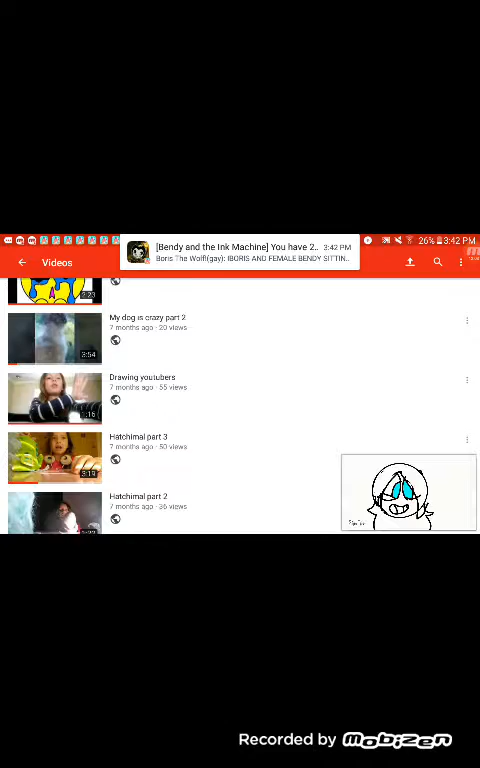 [Bendy and the Ink Machine] You have 2.. 3:42 PM
26% 3:42 PM
Videos
Boris The Wolf!(gay): !BORIS AND FEMALE BENDY SITTIN..
3:23
My dog is crazy part 2
7 months ago · 20 views
3:54
Drawing youtubers
7 months ago · 55 views
Hatchimal part 3
7 months ago · 50 views
3:19
Hatchimal part 2
7 months ago · 36 views
Recorded by Mobizen